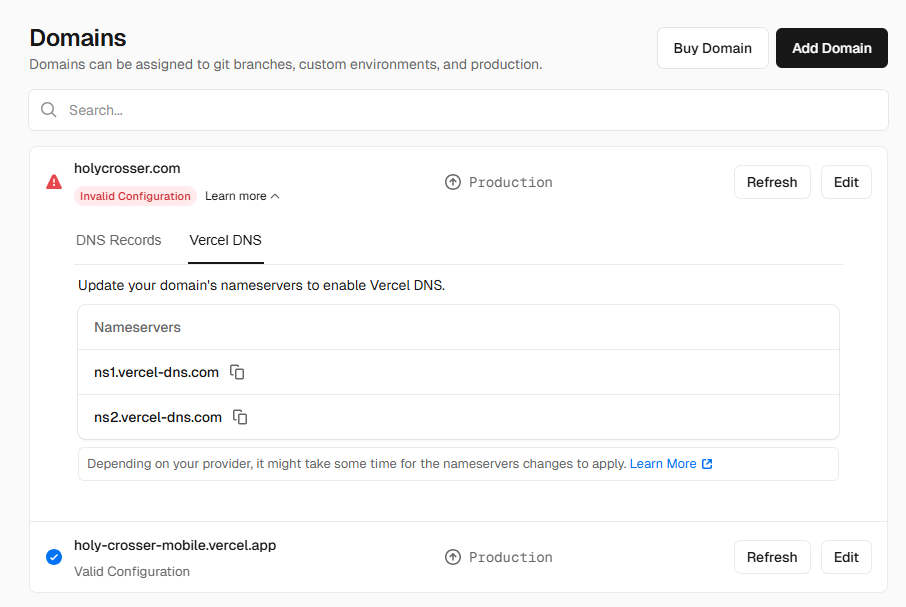 Domains
Domains can be assigned to git branches, custom environments, and production.
Buy Domain
Add Domain
Search...
holycrosser.com
Invalid Configuration Learn more
Production
Refresh
Edit
DNS Records
Vercel DNS
Update your domain's nameservers to enable Vercel DNS.
Nameservers
ns1.vercel-dns.com
ns2.vercel-dns.com
Depending on your provider, it might take some time for the nameservers changes to apply. Learn More
holy-crosser-mobile.vercel.app
Valid Configuration
Production
Refresh
Edit